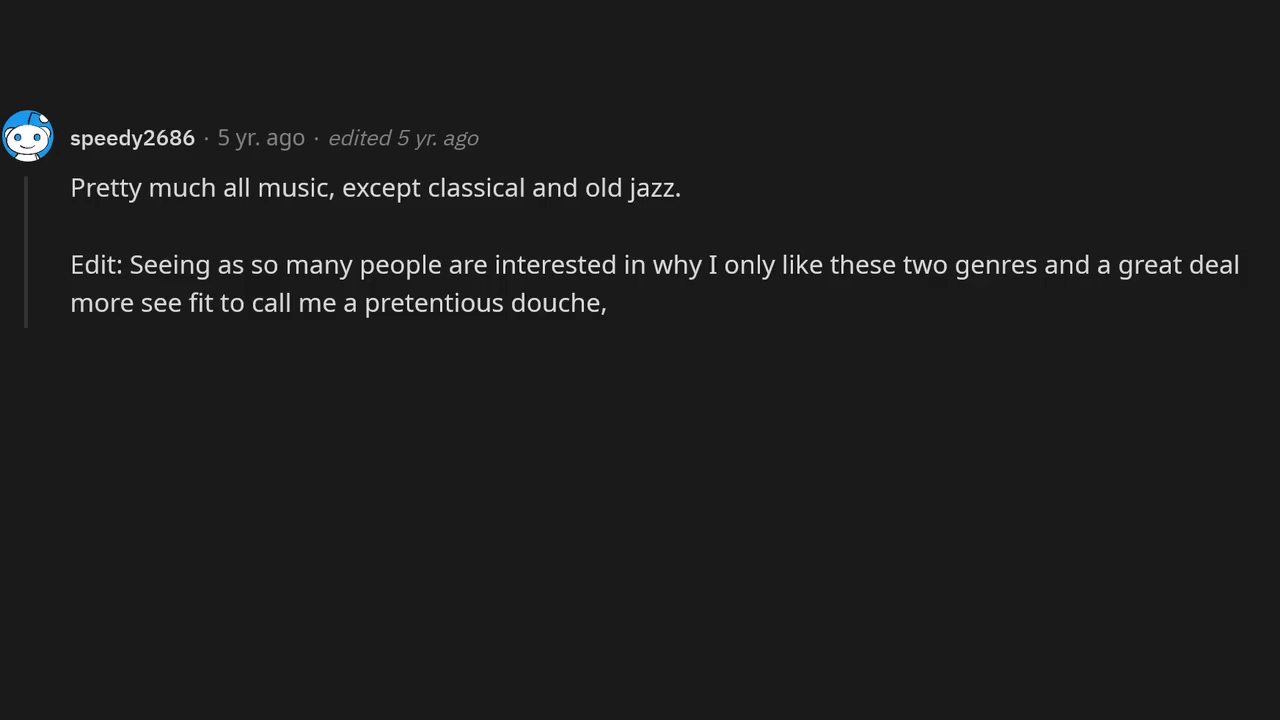 speedy2686 · 5 yr. ago · edited 5 yr. ago
Pretty much all music, except classical and old jazz.
Edit: Seeing as so many people are interested in why I only like these two genres and a great deal
more see fit to call me a pretentious douche,